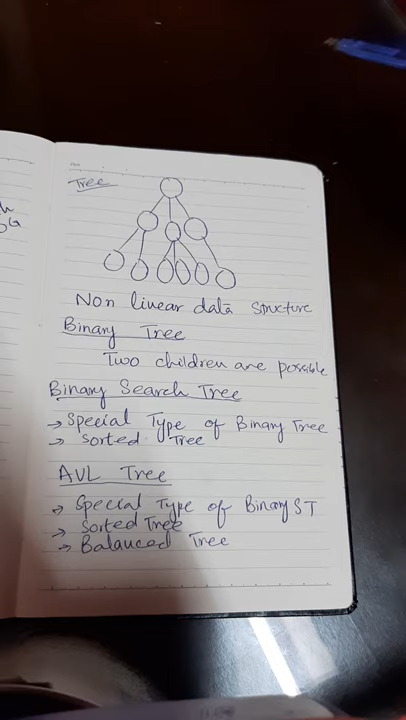 Tree
Non linear data structure
Binary Tree
Two children are possible
Binary Search Tree
→ Special Type of Binary Tree
→ Sorted Tree
AVL Tree
→ Special Type of Binary ST
→ Sorted Tree
→ Balanced Tree